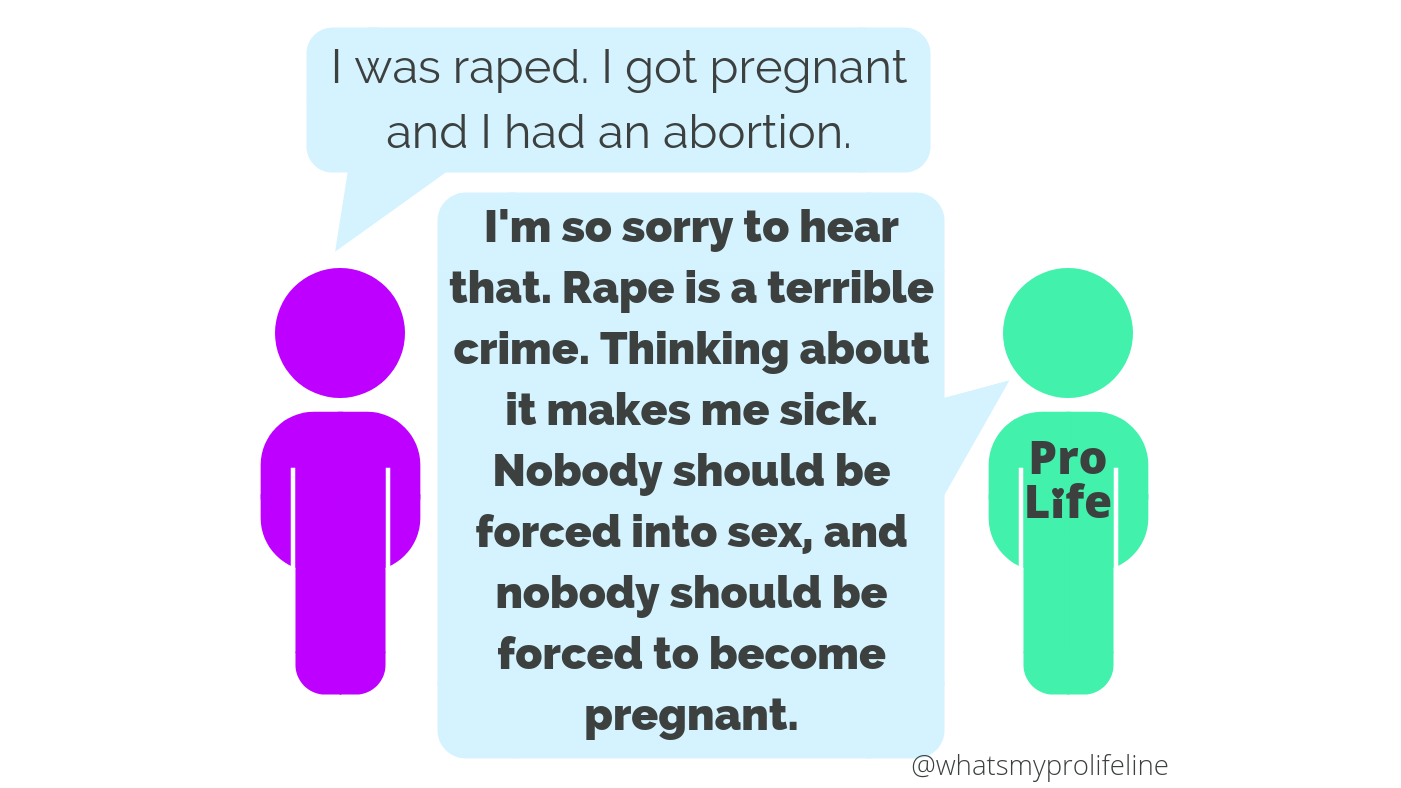 I was raped. I got pregnant
and I had an abortion.
I'm so sorry to hear
that. Rape is a terrible
crime. Thinking about
it makes me sick.
Nobody should be
forced into sex, and
nobody should be
forced to become
pregnant.
Pro
Life
@whatsmyprolifeline